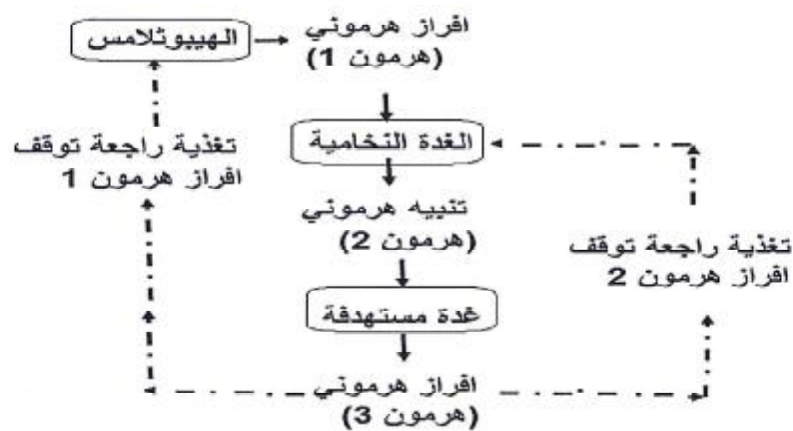 الهيبوثلامس
افراز هرموني
(هرمون 1)
الغدة النخامية
تغذية راجعة توقف
افراز هرمون 1
تنبيه هرموني
(هرمون 2)
تغذية راجعة توقف
افراز هرمون 2
غدة مستهدفة
افراز هرموني
(هرمون 3)